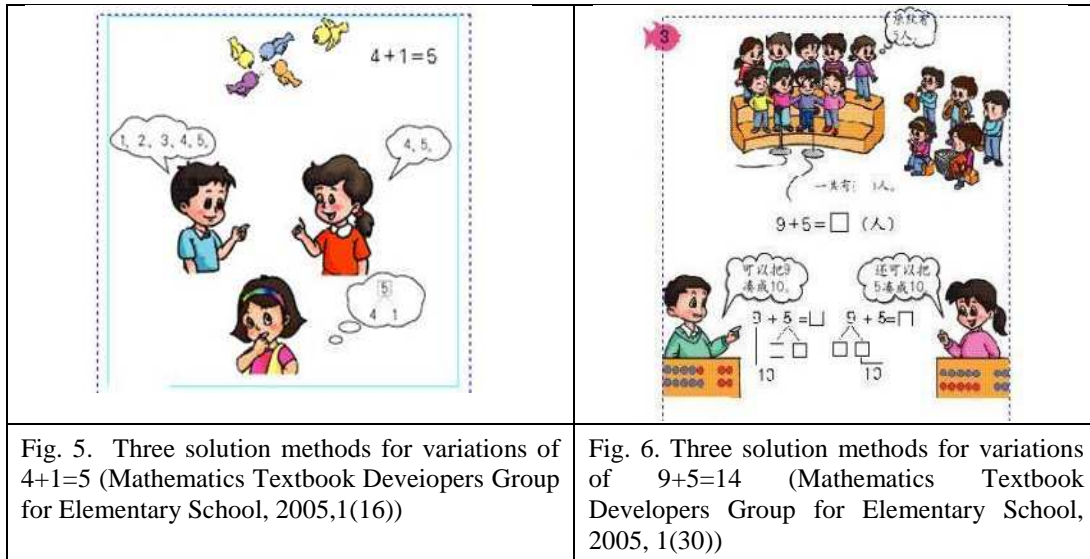 4+1=5
1, 2, 3, 4, 5。
4, 5。
5
4 1
Fig. 5. Three solution methods for variations of
4+1=5 (Mathematics Textbook Deveiopers Group
for Elementary School, 2005,1(16))
3
5人。
一共有( )人。
9+5=□ (人)
可以把9
凑成10。
还可以把
5凑成10。
9 + 5 =□
□ □
10
9 + 5=□
□ □
10
Fig. 6. Three solution methods for variations
of 9+5=14 (Mathematics Textbook
Developers Group for Elementary School,
2005, 1(30))